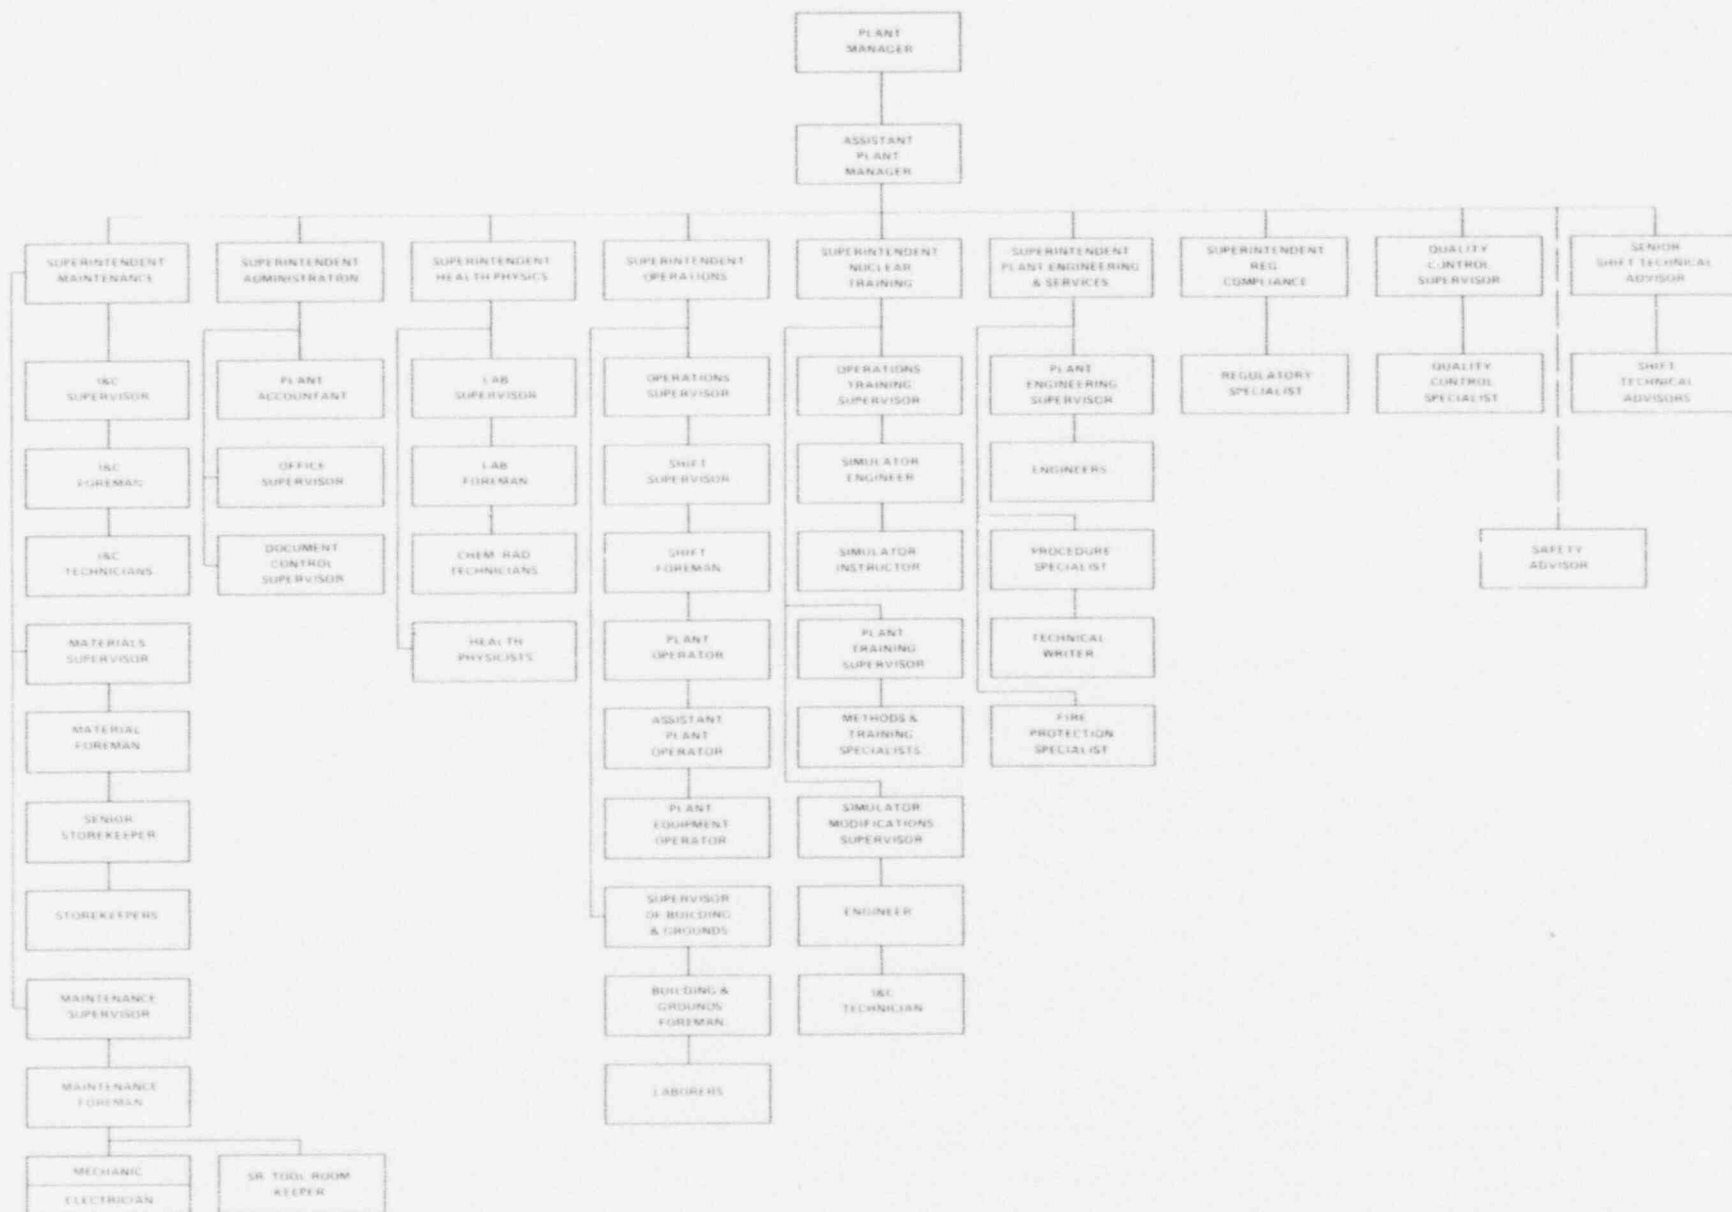 PLANT
MANAGER
ASSISTANT
PLANT
MANAGER
SUPERINTENDENT
MAINTENANCE
SUPERINTENDENT
ADMINISTRATION
SUPERINTENDENT
HEALTH PHYSICS
SUPERINTENDENT
OPERATIONS
SUPERINTENDENT
NUCLEAR
TRAINING
SUPERINTENDENT
PLANT ENGINEERING
& SERVICES
SUPERINTENDENT
REG
COMPLIANCE
QUALITY
CONTROL
SUPERVISOR
SENIOR
SHIFT TECHNICAL
ADVISOR
I&C
SUPERVISOR
PLANT
ACCOUNTANT
LAB
SUPERVISOR
OPERATIONS
SUPERVISOR
OPERATIONS
TRAINING
SUPERVISOR
PLANT
ENGINEERING
SUPERVISOR
REGULATORY
SPECIALIST
QUALITY
CONTROL
SPECIALIST
SHIFT
TECHNICAL
ADVISORS
I&C
FOREMAN
OFFICE
SUPERVISOR
LAB
FOREMAN
SHIFT
SUPERVISOR
SIMULATOR
ENGINEER
ENGINEERS
I&C
TECHNICIANS
DOCUMENT
CONTROL
SUPERVISOR
CHEM-RAD
TECHNICIANS
SHIFT
FOREMAN
SIMULATOR
INSTRUCTOR
PROCEDURE
SPECIALIST
SAFETY
ADVISOR
MATERIALS
SUPERVISOR
HEALTH
PHYSICISTS
PLANT
OPERATOR
PLANT
TRAINING
SUPERVISOR
TECHNICAL
WRITER
MATERIAL
FOREMAN
ASSISTANT
PLANT
OPERATOR
METHODS &
TRAINING
SPECIALISTS
FIRE
PROTECTION
SPECIALIST
SENIOR
STOREKEEPER
PLANT
EQUIPMENT
OPERATOR
SIMULATOR
MODIFICATIONS
SUPERVISOR
STOREKEEPERS
SUPERVISOR
OF BUILDING
& GROUNDS
ENGINEER
MAINTENANCE
SUPERVISOR
BUILDING &
GROUNDS
FOREMAN
I&C
TECHNICIAN
MAINTENANCE
FOREMAN
LABORERS
MECHANIC
ELECTRICIAN
SR. TOOL ROOM
KEEPER